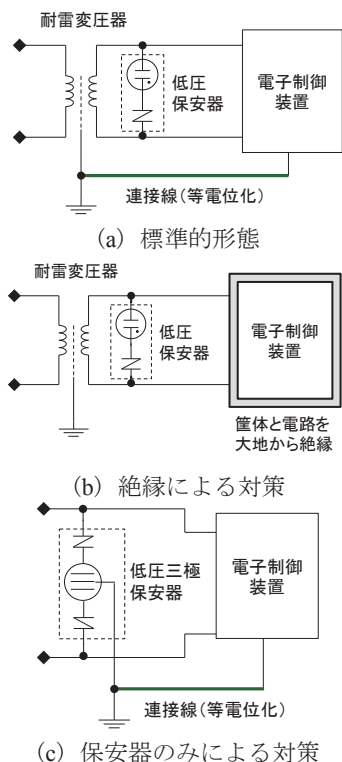 耐雷変圧器
低圧
保安器
電子制御
装置
連接線(等電位化)
(a) 標準的形態
耐雷変圧器
低圧
保安器
電子制御
装置
筐体と電路を
大地から絶縁
(b) 絶縁による対策
低圧三極
保安器
電子制御
装置
連接線(等電位化)
(c) 保安器のみによる対策